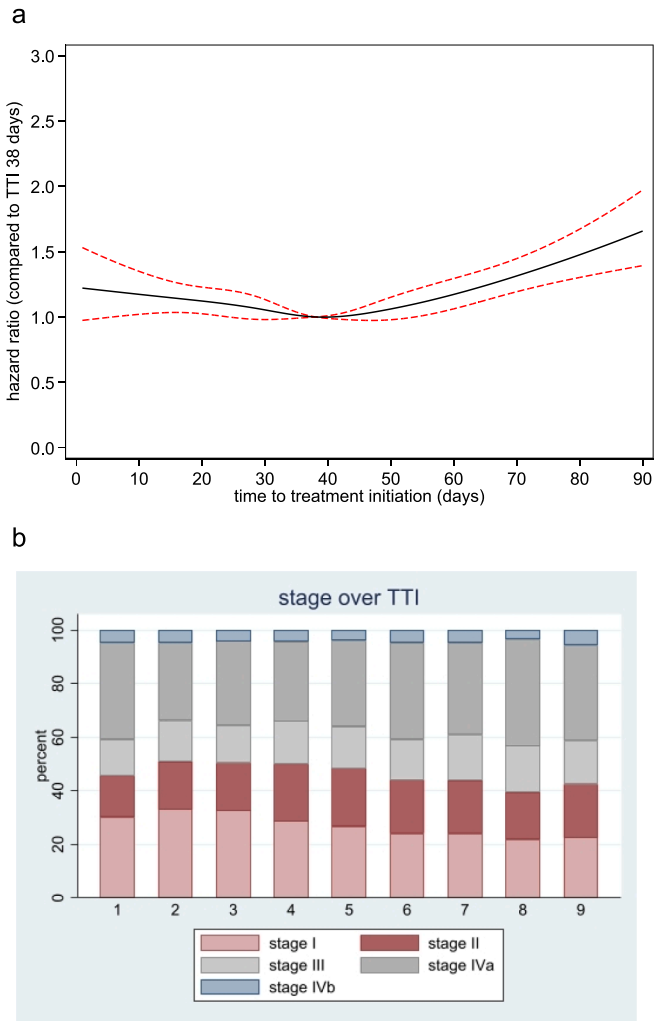 a
hazard ratio (compared to TTI 38 days)
3.0
2.5
2.0
1.5
1.0
0.5
0.0
0 10 20 30 40 50 60 70 80 90
time to treatment initiation (days)
b
stage over TTI
percent
100
80
60
40
20
0
1 2 3 4 5 6 7 8 9
stage I stage II
stage III stage IVa
stage IVb